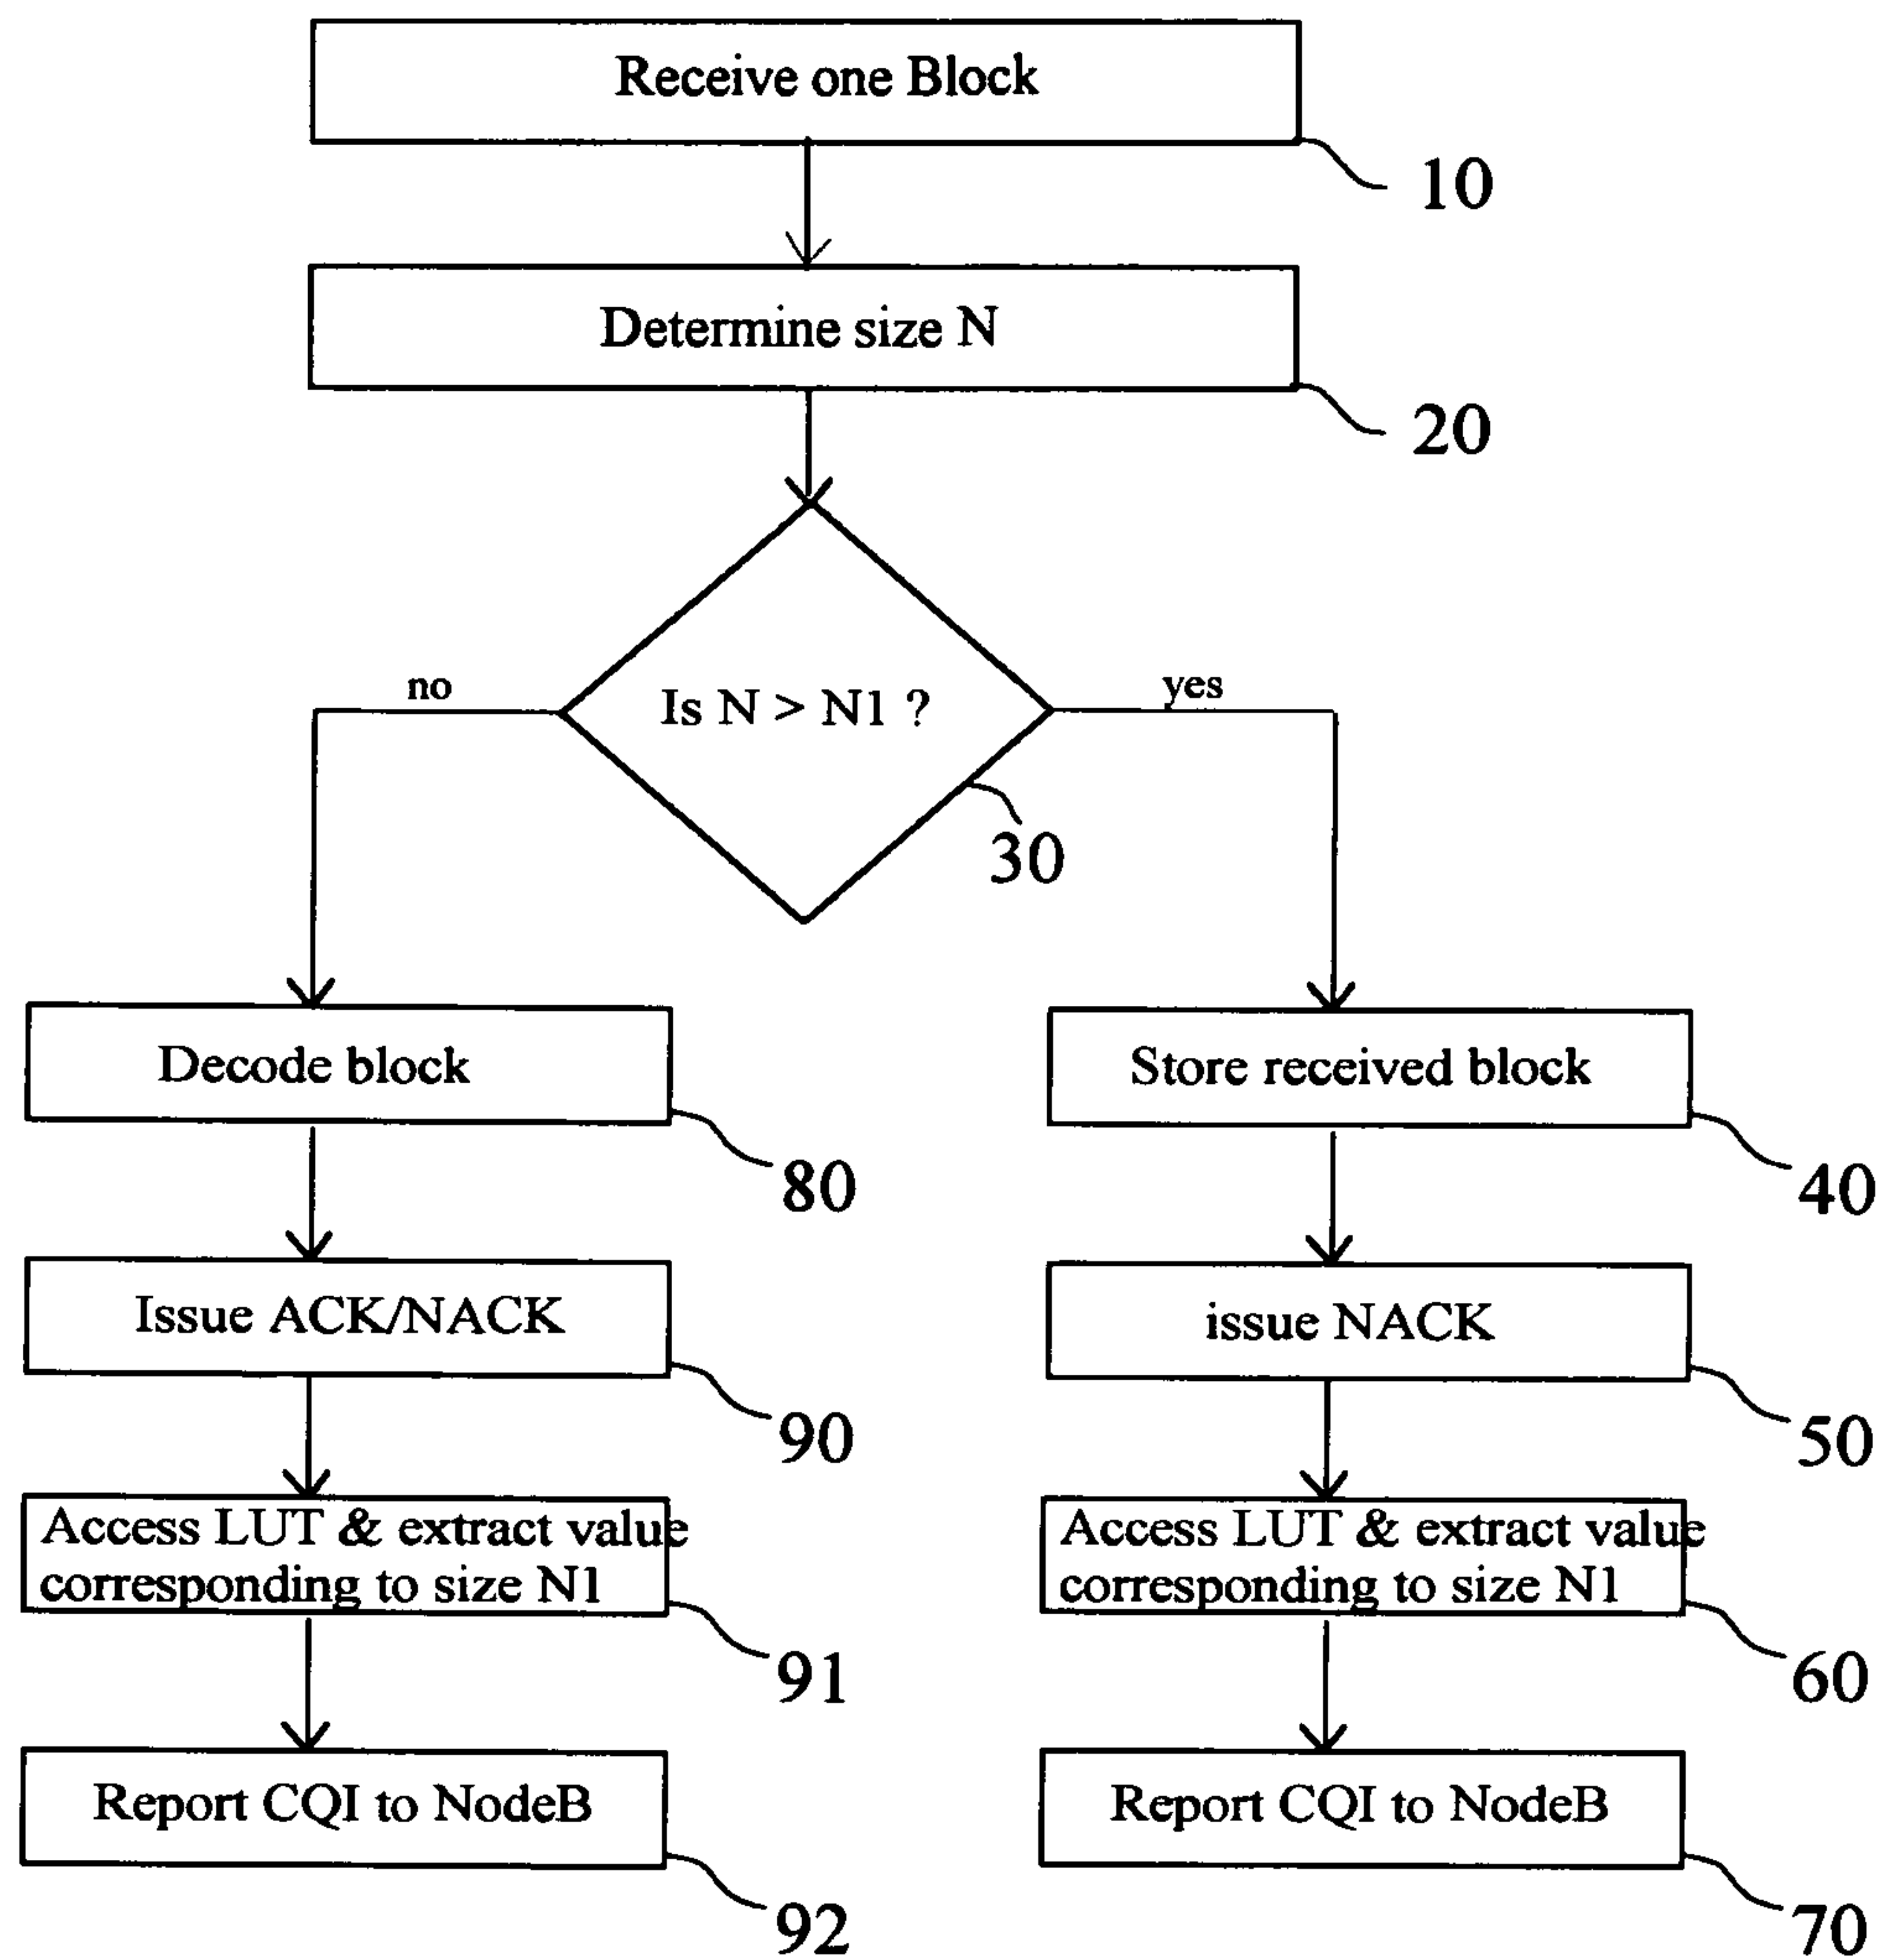 Receive one Block
10
Determine size N
20
no
Is N > N1 ?
yes
30
Decode block
80
Store received block
40
Issue ACK/NACK
90
issue NACK
50
Access LUT & extract value
corresponding to size N1
91
Access LUT & extract value
corresponding to size N1
60
Report CQI to NodeB
92
Report CQI to NodeB
70